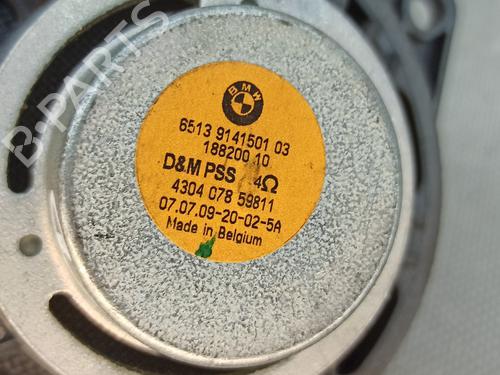 BMW
6513 9141501 03
188200 10
D&M PSS 4Ω
4304 078 59811
07.07.09-20-02-5A
Made in Belgium
B-PARTS